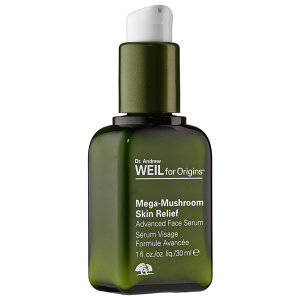 Dr. Andrew
WEIL for Origins™
Mega-Mushroom
Skin Relief
Advanced Face Serum
Sérum Visage
Formule Avancée
1 fl.oz./oz. liq./30 ml ℮